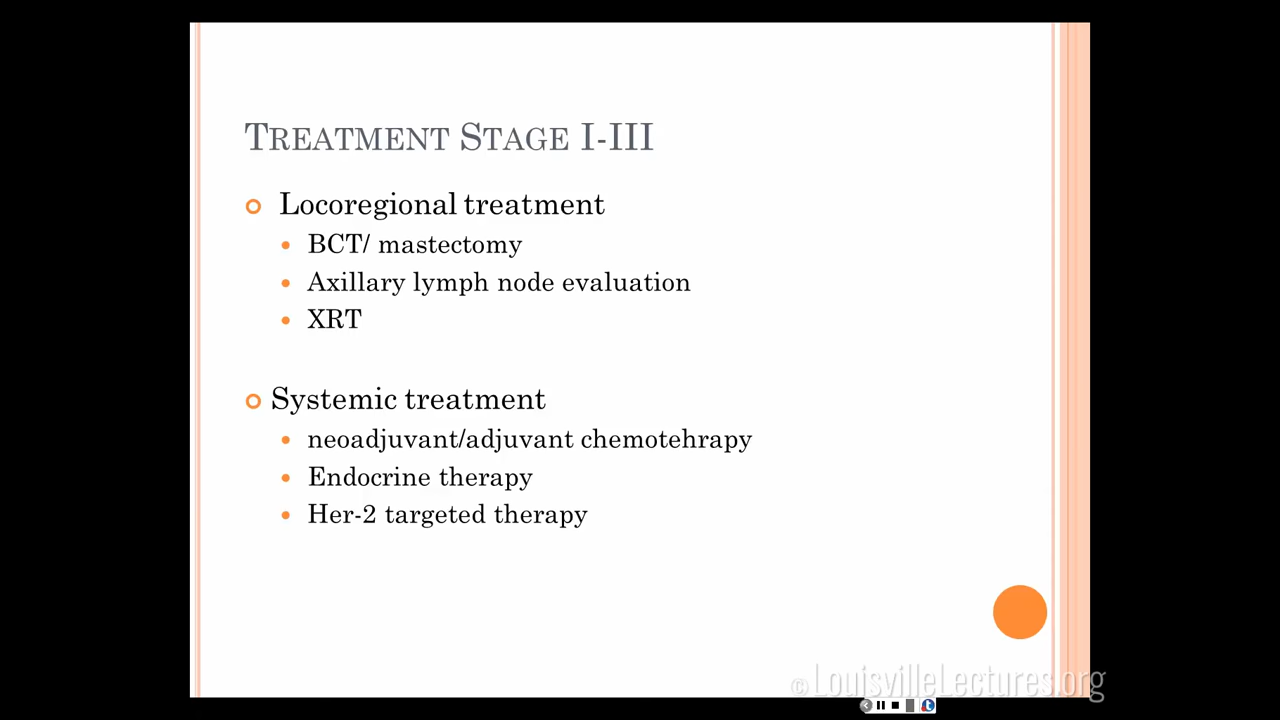 Treatment Stage I-III
Locoregional treatment
BCT/ mastectomy
Axillary lymph node evaluation
XRT
Systemic treatment
neoadjuvant/adjuvant chemotehrapy
Endocrine therapy
Her-2 targeted therapy
©LouisvilleLectures.org